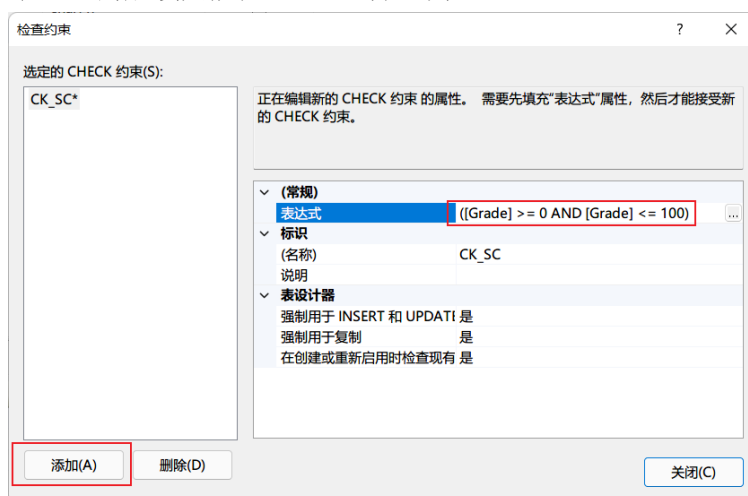 检查约束
? ×
选定的 CHECK 约束(S):
CK_SC*
正在编辑新的 CHECK 约束 的属性。 需要先填充"表达式"属性，然后才能接受新
的 CHECK 约束。
(常规)
表达式 ([Grade] >= 0 AND [Grade] <= 100) ...
标识
(名称) CK_SC
说明
表设计器
强制用于 INSERT 和 UPDATE 是
强制用于复制 是
在创建或重新启用时检查现有 是
添加(A) 删除(D)
关闭(C)